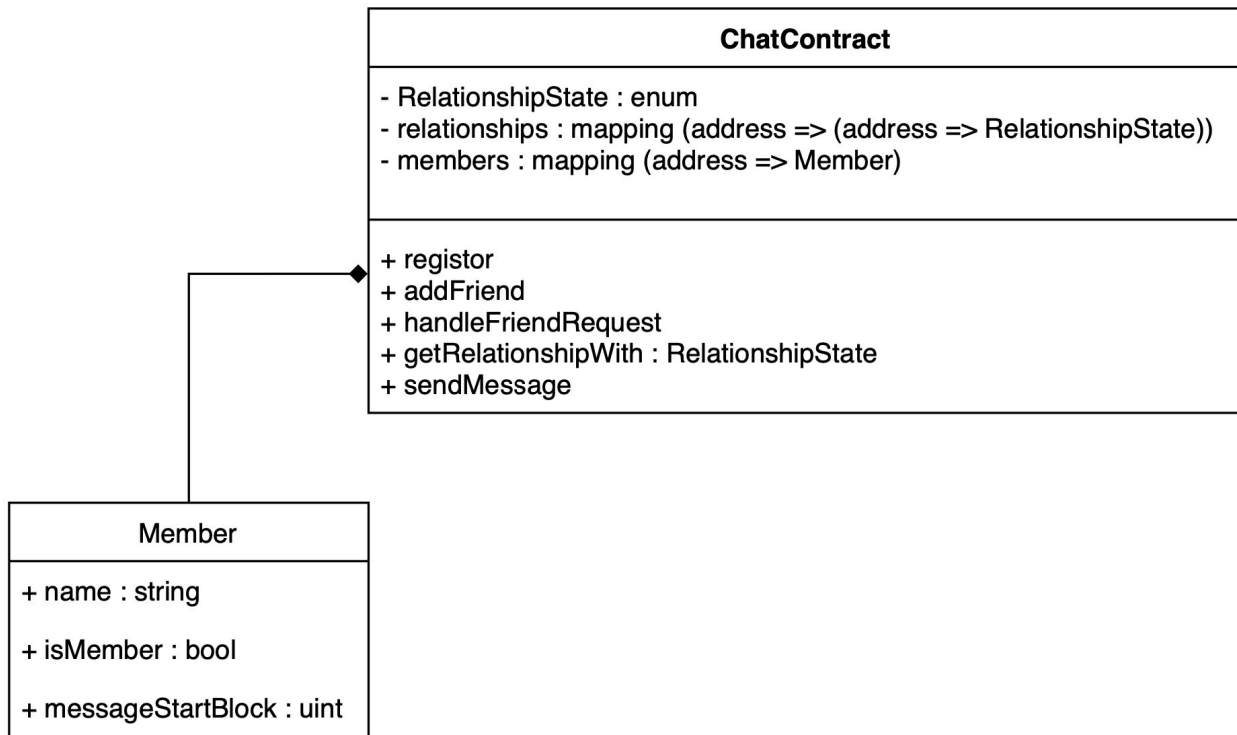 ChatContract
- RelationshipState : enum
- relationships : mapping (address => (address => RelationshipState))
- members : mapping (address => Member)
+ registor
+ addFriend
+ handleFriendRequest
+ getRelationshipWith : RelationshipState
+ sendMessage
Member
+ name : string
+ isMember : bool
+ messageStartBlock : uint